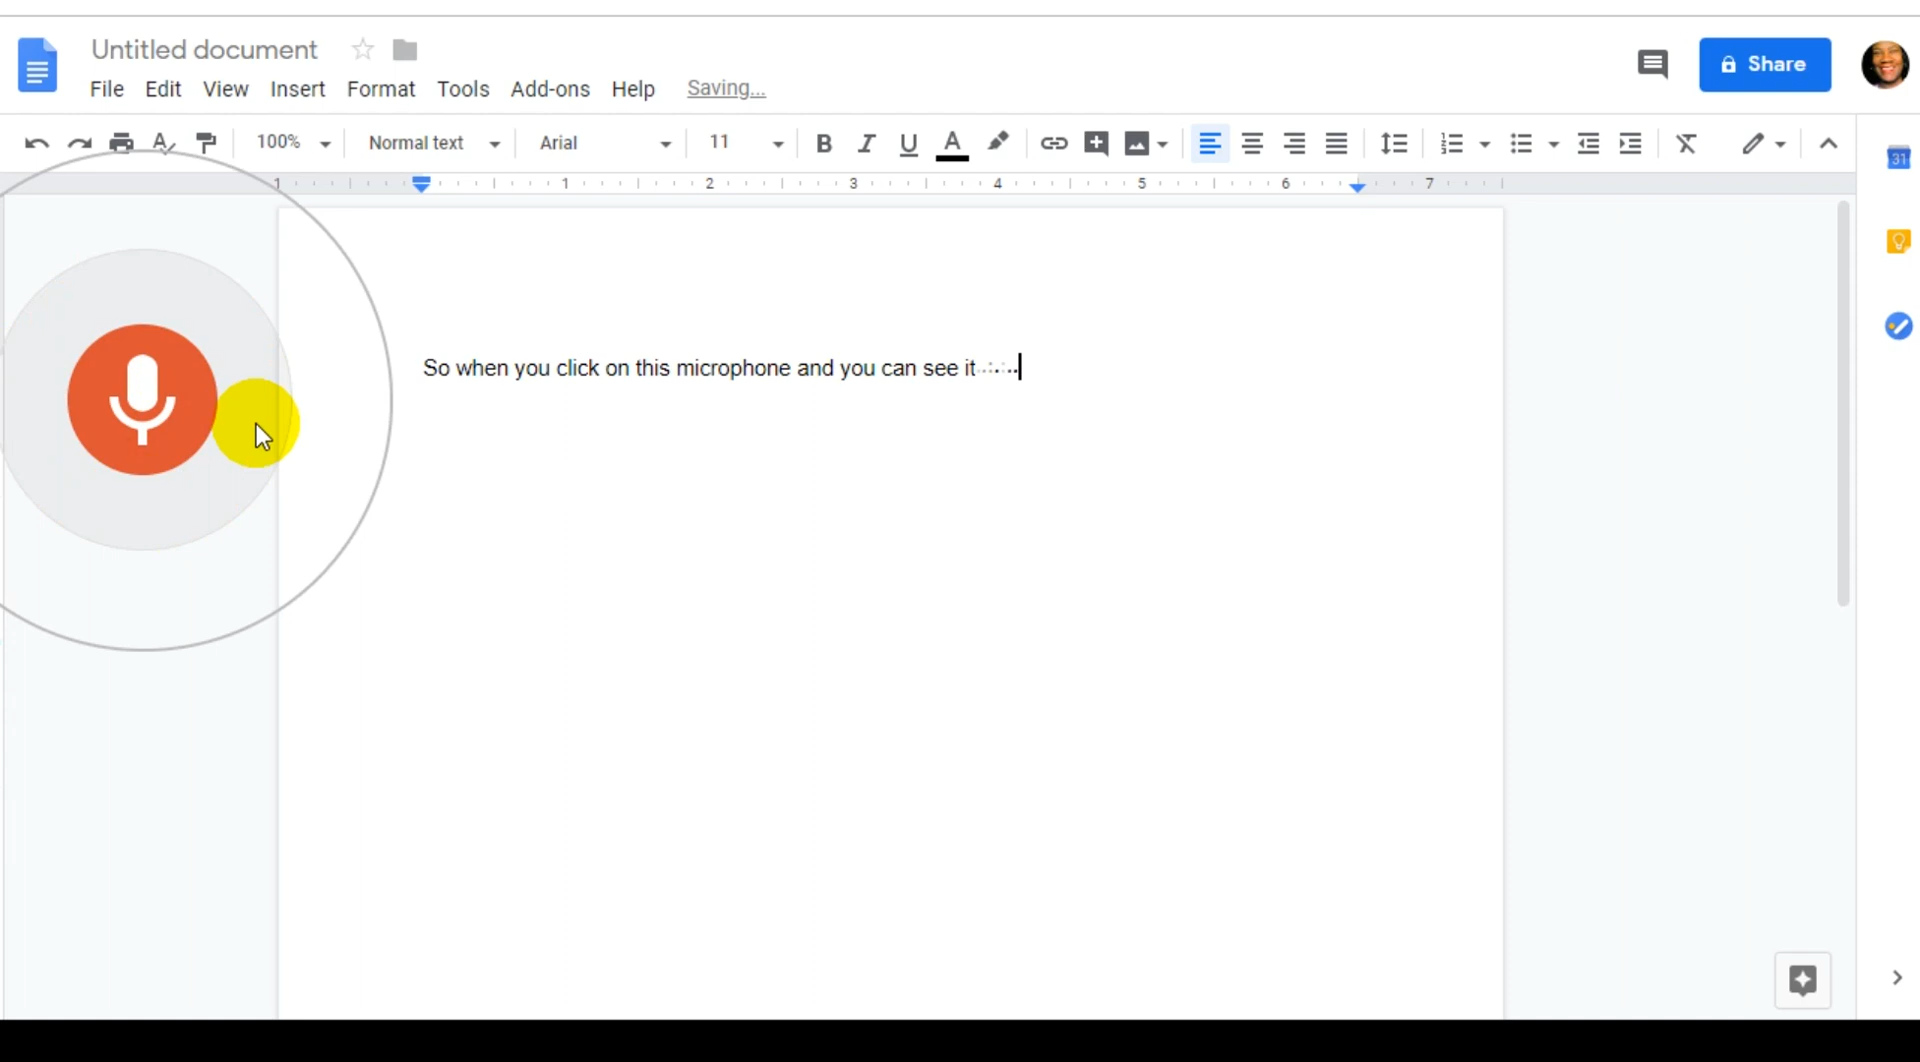 Untitled document
File Edit View Insert Format Tools Add-ons Help Saving...
Share
100% Normal text Arial 11 B I U A
31
1 1 2 3 4 5 6 7
So when you click on this microphone and you can see it